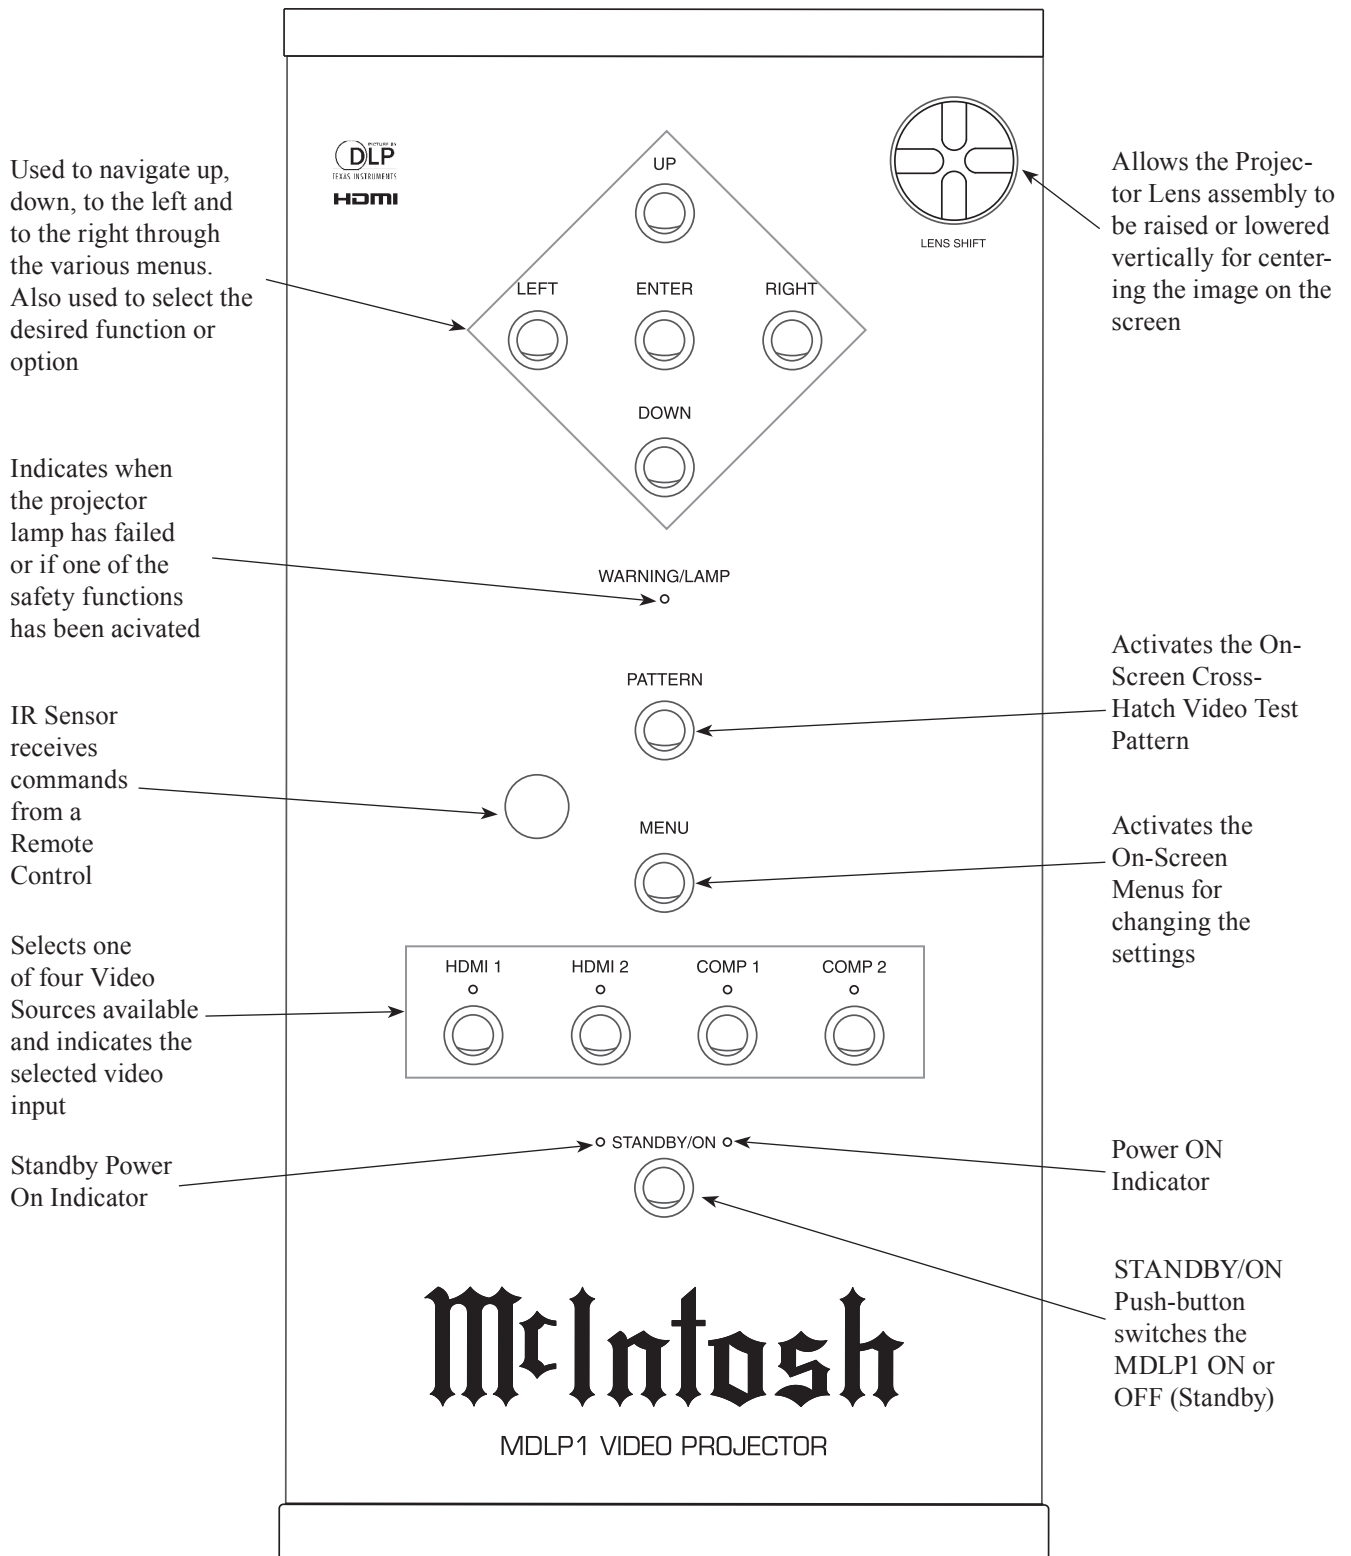 Used to navigate up,
down, to the left and
to the right through
the various menus.
Also used to select the
desired function or
option
Indicates when
the projector
lamp has failed
or if one of the
safety functions
has been acivated
IR Sensor
receives
commands
from a
Remote
Control
Selects one
of four Video
Sources available
and indicates the
selected video
input
Standby Power
On Indicator
PICTURE BY
DLP
TEXAS INSTRUMENTS
HDMI
UP
LEFT
ENTER
RIGHT
DOWN
LENS SHIFT
WARNING/LAMP
PATTERN
MENU
HDMI 1
HDMI 2
COMP 1
COMP 2
STANDBY/ON
McIntosh
MDLP1 VIDEO PROJECTOR
Allows the Projec-
tor Lens assembly to
be raised or lowered
vertically for center-
ing the image on the
screen
Activates the On-
Screen Cross-
Hatch Video Test
Pattern
Activates the
On-Screen
Menus for
changing the
settings
Power ON
Indicator
STANDBY/ON
Push-button
switches the
MDLP1 ON or
OFF (Standby)